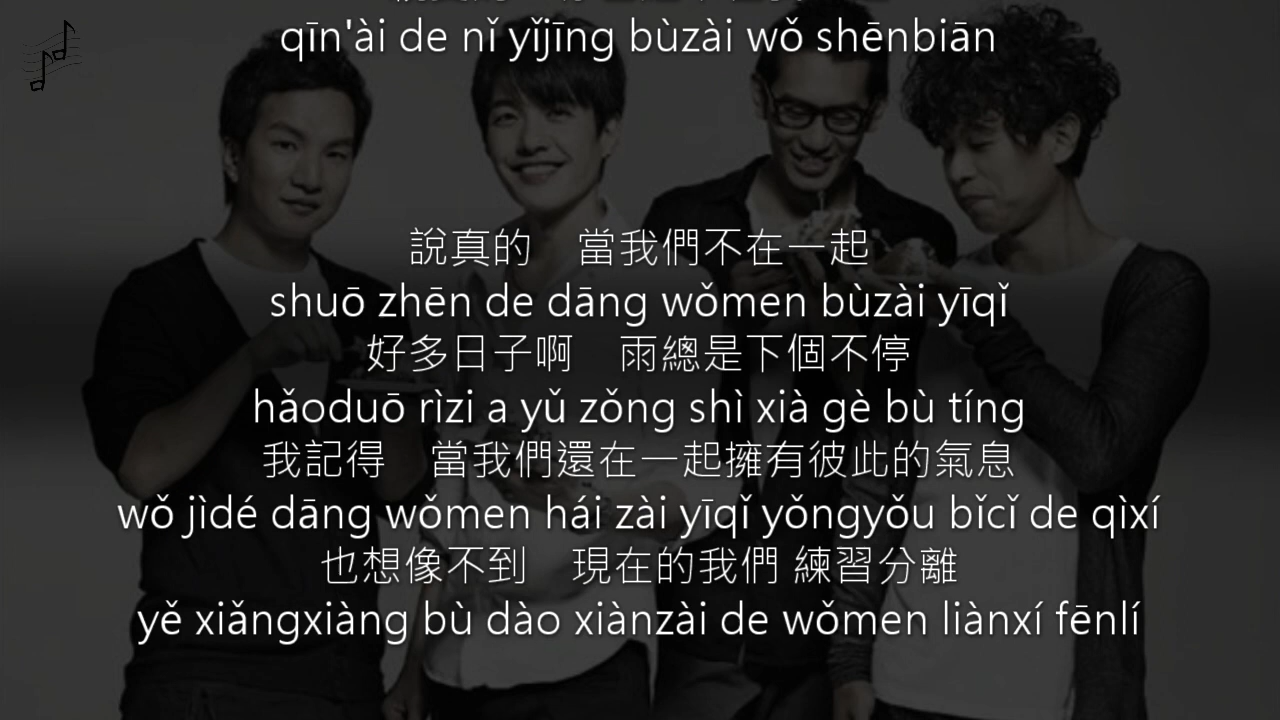 qīn'ài de nǐ yǐjīng bùzài wǒ shēnbiān
說真的　當我們不在一起
shuō zhēn de dāng wǒmen bùzài yīqǐ
好多日子啊　雨總是下個不停
hǎoduō rìzi a yǔ zǒng shì xià gè bù tíng
我記得　當我們還在一起擁有彼此的氣息
wǒ jìdé dāng wǒmen hái zài yīqǐ yǒngyǒu bǐcǐ de qìxí
也想像不到　現在的我們 練習分離
yě xiǎngxiàng bù dào xiànzài de wǒmen liànxí fēnlí